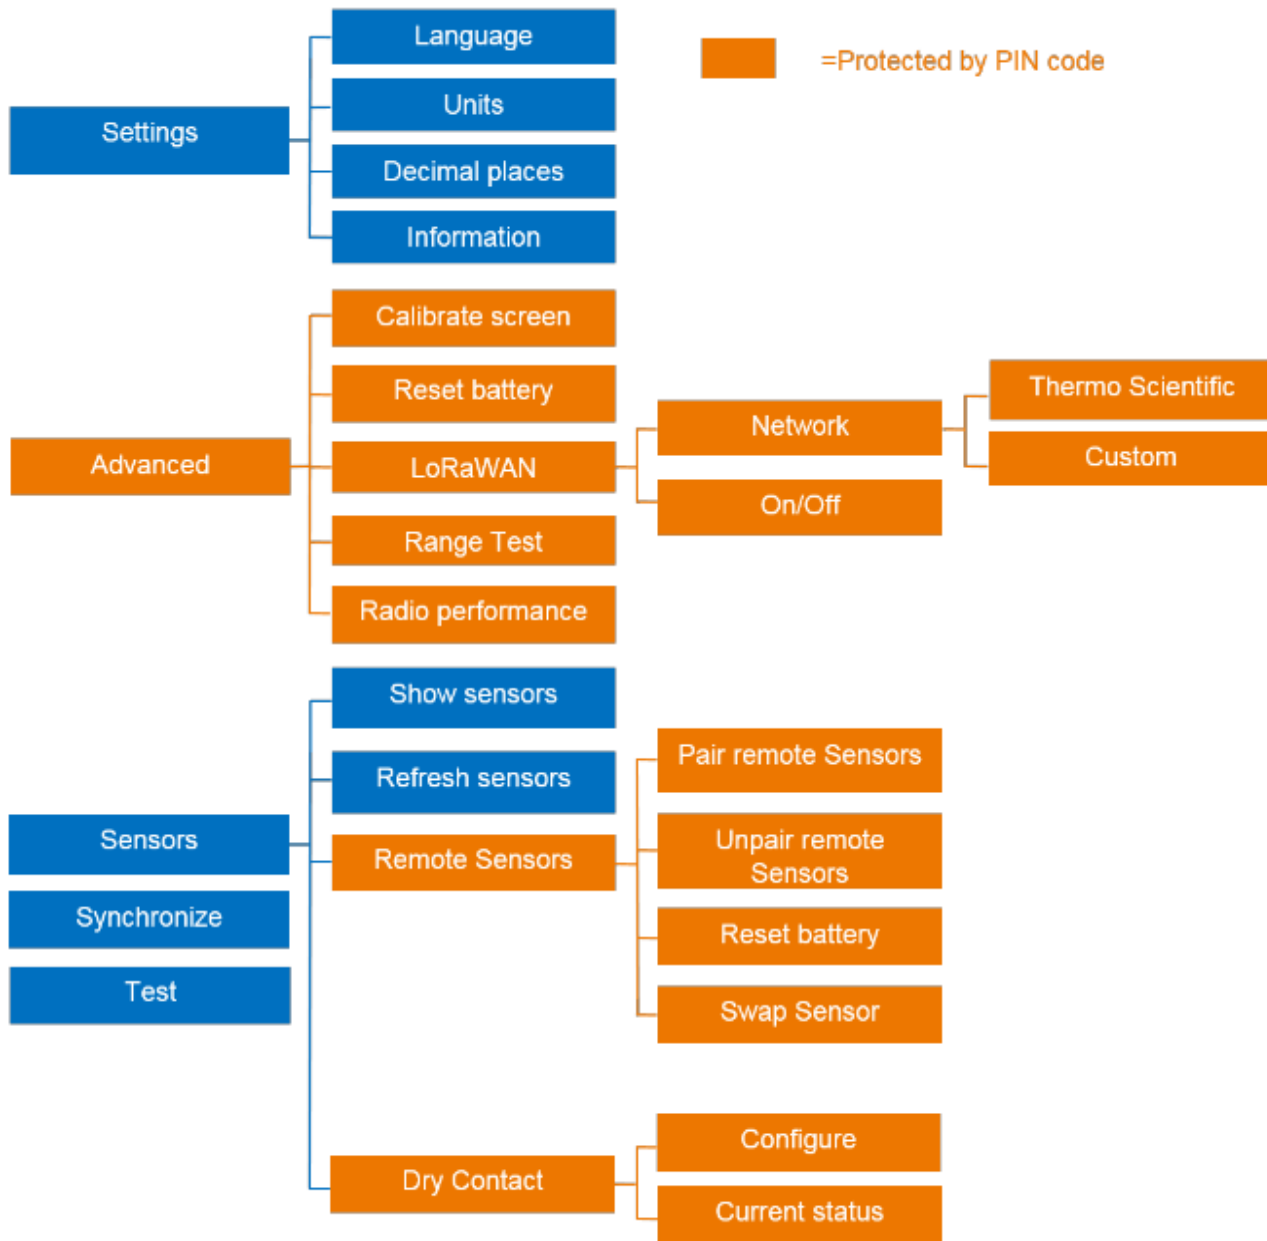 Language
=Protected by PIN code
Units
Settings
Decimal places
Information
Calibrate screen
Reset battery
Advanced
LoRaWAN
Range Test
Radio performance
Network
On/Off
Thermo Scientific
Custom
Show sensors
Refresh sensors
Sensors
Remote Sensors
Synchronize
Test
Pair remote Sensors
Unpair remote
Sensors
Reset battery
Swap Sensor
Dry Contact
Configure
Current status